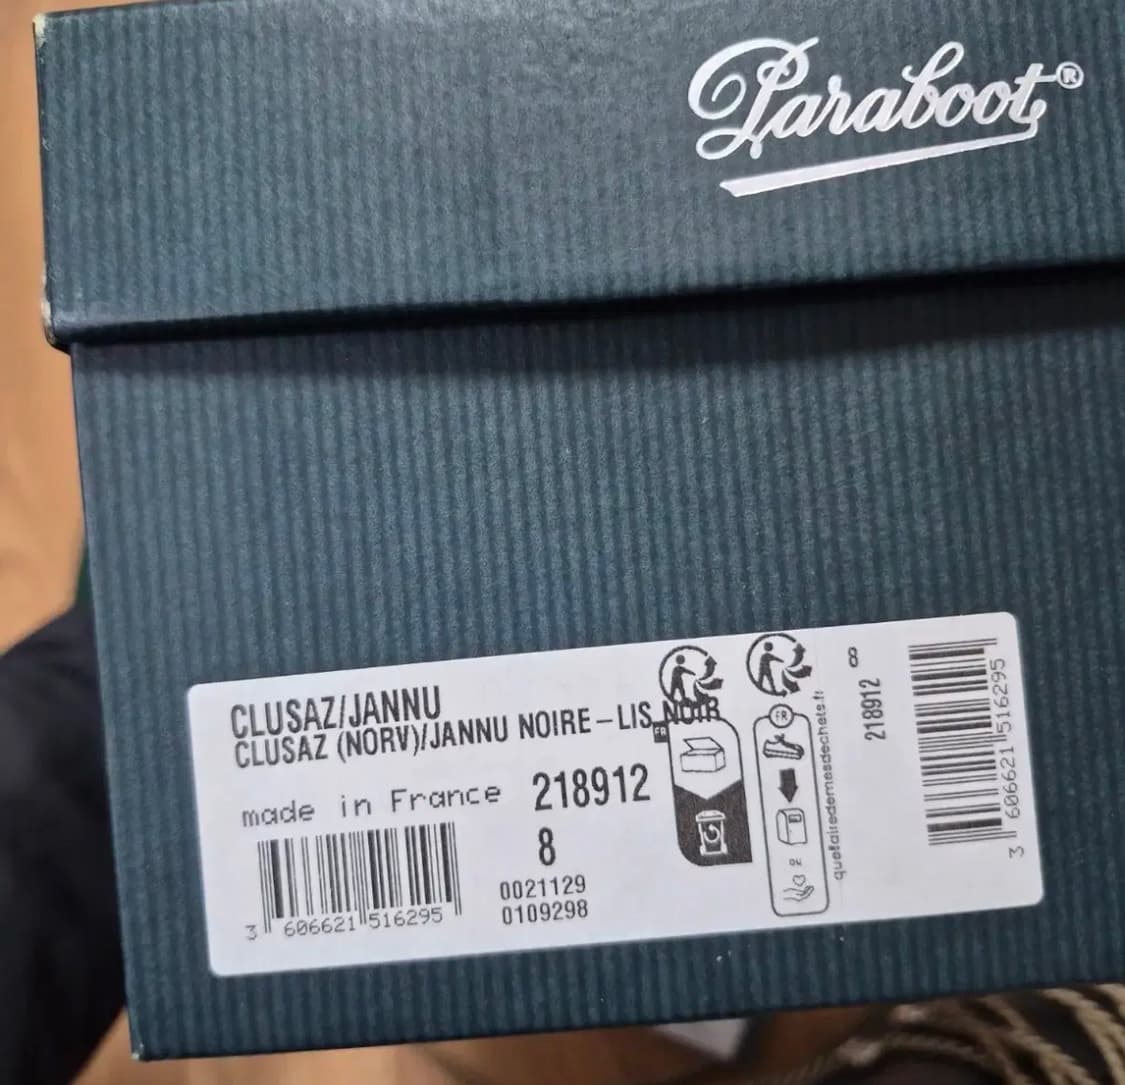 Paraboot®
CLUSAZ/JANNU
CLUSAZ (NORV)/JANNU NOIRE-LIS NOIR
made in France 218912
8
0021129
0109298
3 606621 516295
FR
FR
OU
quefairedemesdechets.fr
218912 8
3 606621 516295